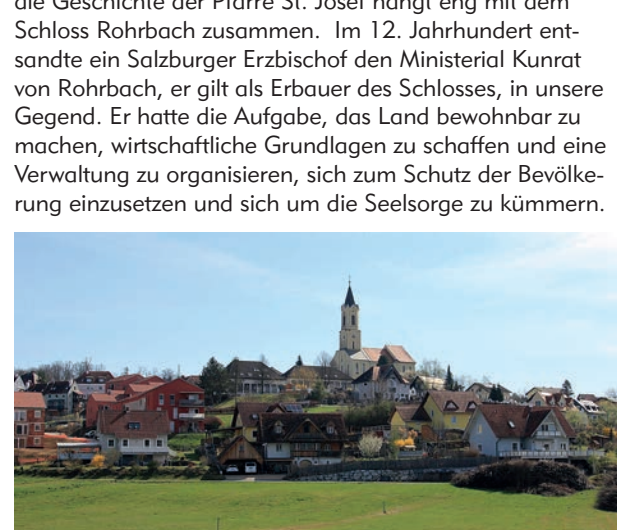 die Geschichte der Pfarre St. Josef hängt eng mit dem
Schloss Rohrbach zusammen.  Im 12. Jahrhundert ent-
sandte ein Salzburger Erzbischof den Ministerial Kunrat
von Rohrbach, er gilt als Erbauer des Schlosses, in unsere
Gegend. Er hatte die Aufgabe, das Land bewohnbar zu
machen, wirtschaftliche Grundlagen zu schaffen und eine
Verwaltung zu organisieren, sich zum Schutz der Bevölke-
rung einzusetzen und sich um die Seelsorge zu kümmern.